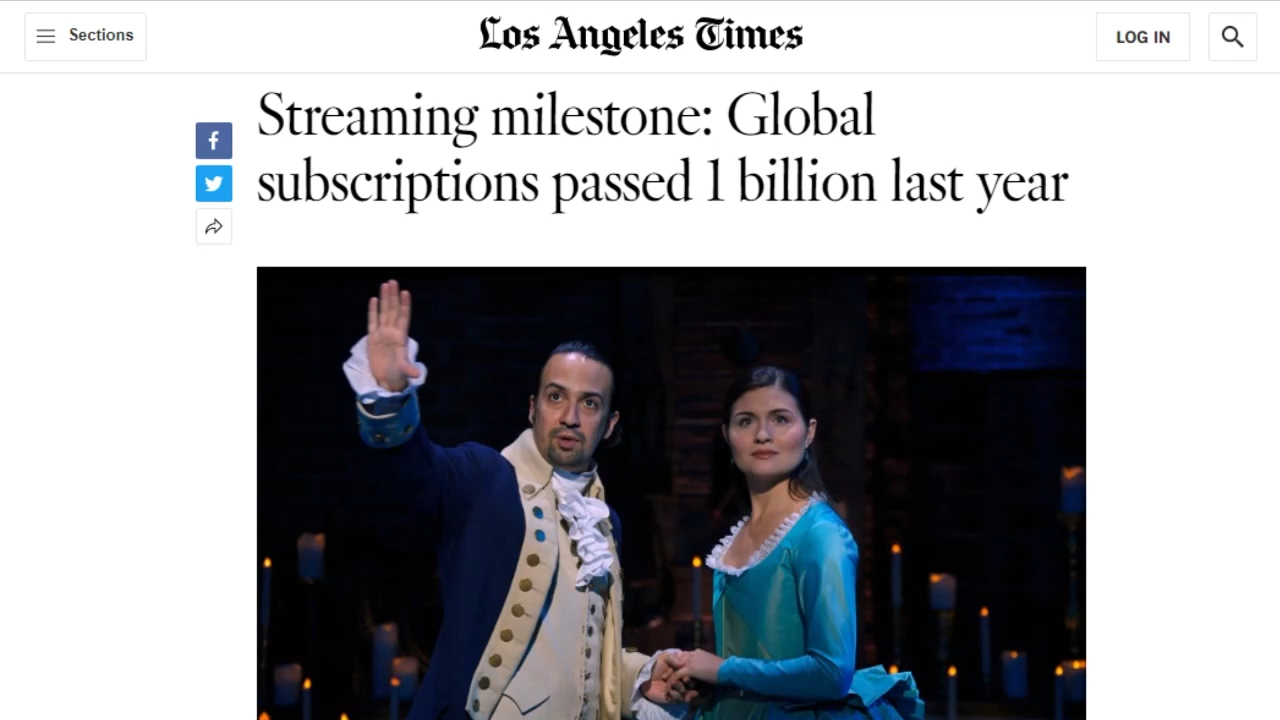 Sections
Los Angeles Times
LOG IN
Streaming milestone: Global
subscriptions passed 1 billion last year